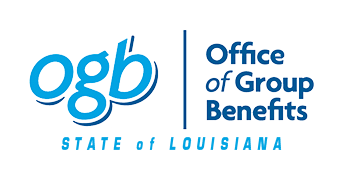 ogb
Office
of Group
Benefits
STATE of LOUISIANA